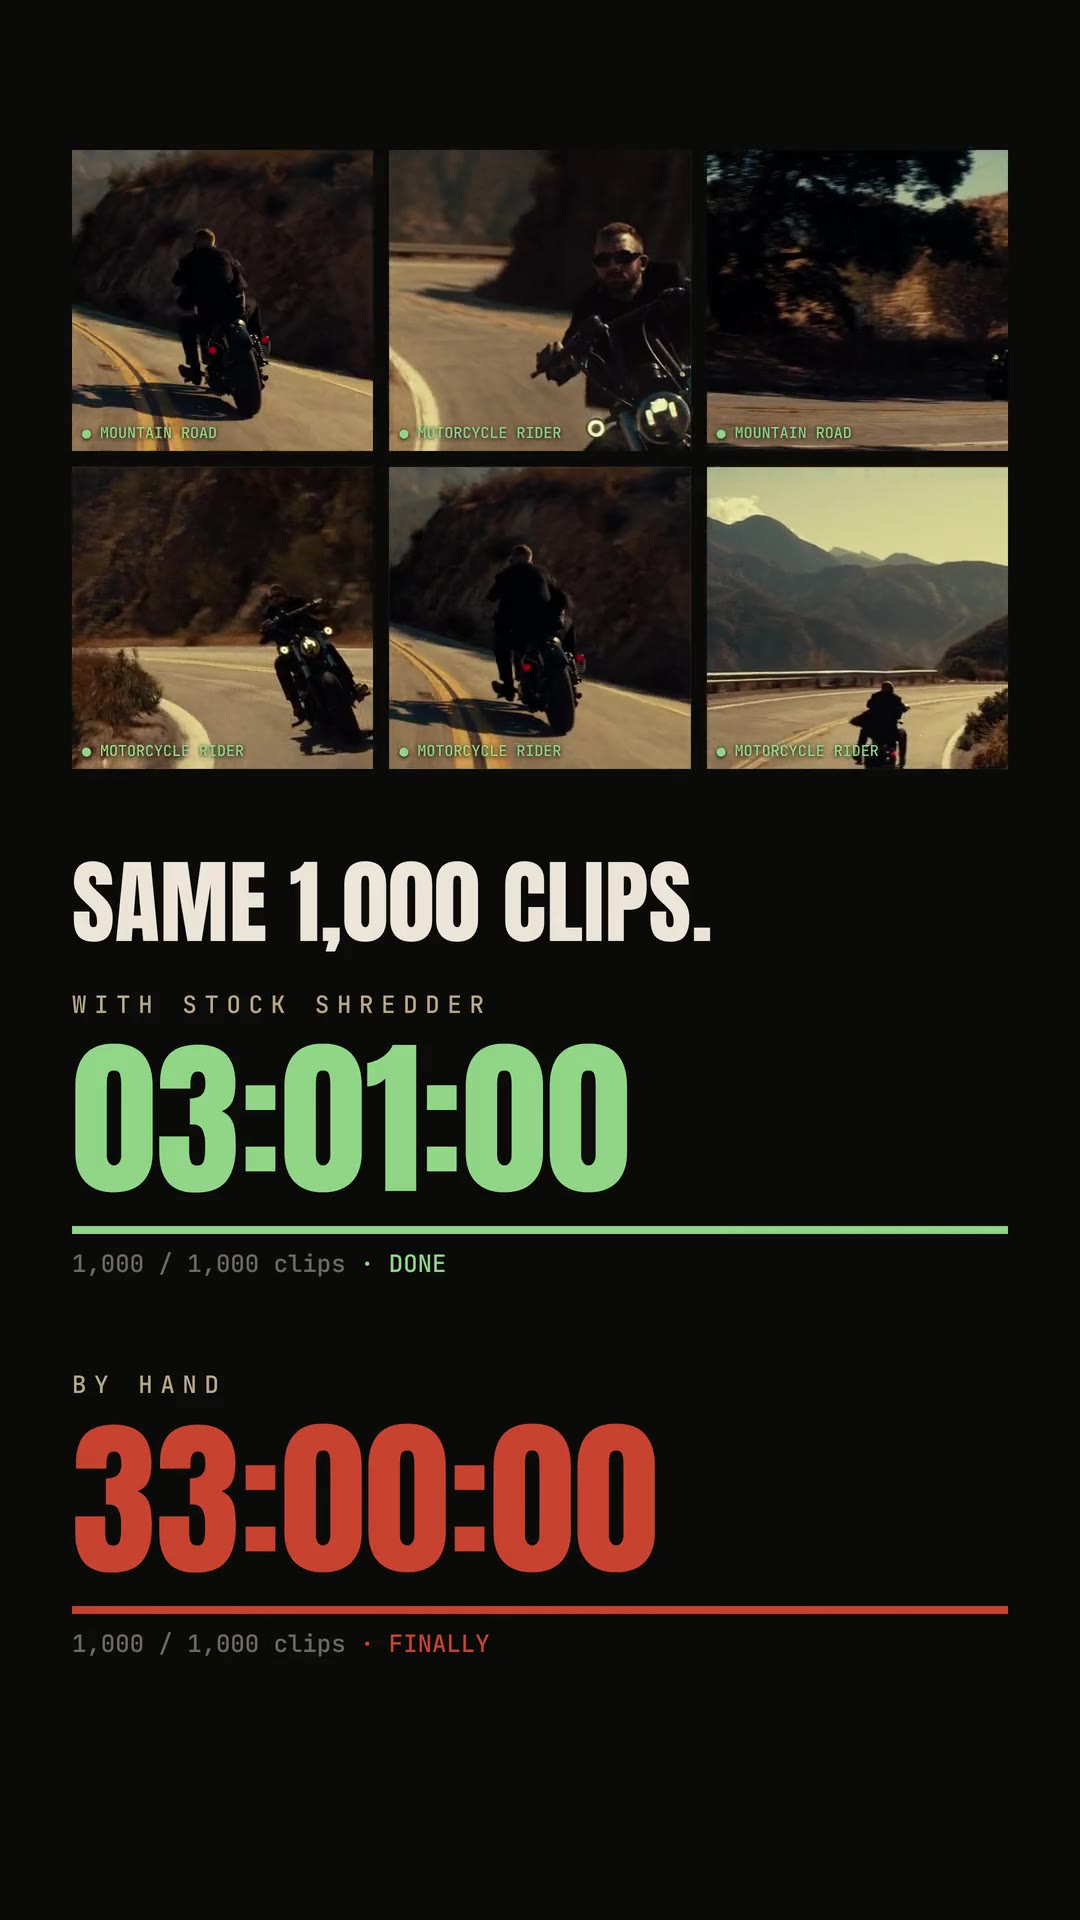 ● MOUNTAIN ROAD
● MOTORCYCLE RIDER
● MOUNTAIN ROAD
● MOTORCYCLE RIDER
● MOTORCYCLE RIDER
● MOTORCYCLE RIDER
SAME 1,000 CLIPS.
WITH STOCK SHREDDER
03:01:00
1,000 / 1,000 clips · DONE
BY HAND
33:00:00
1,000 / 1,000 clips · FINALLY